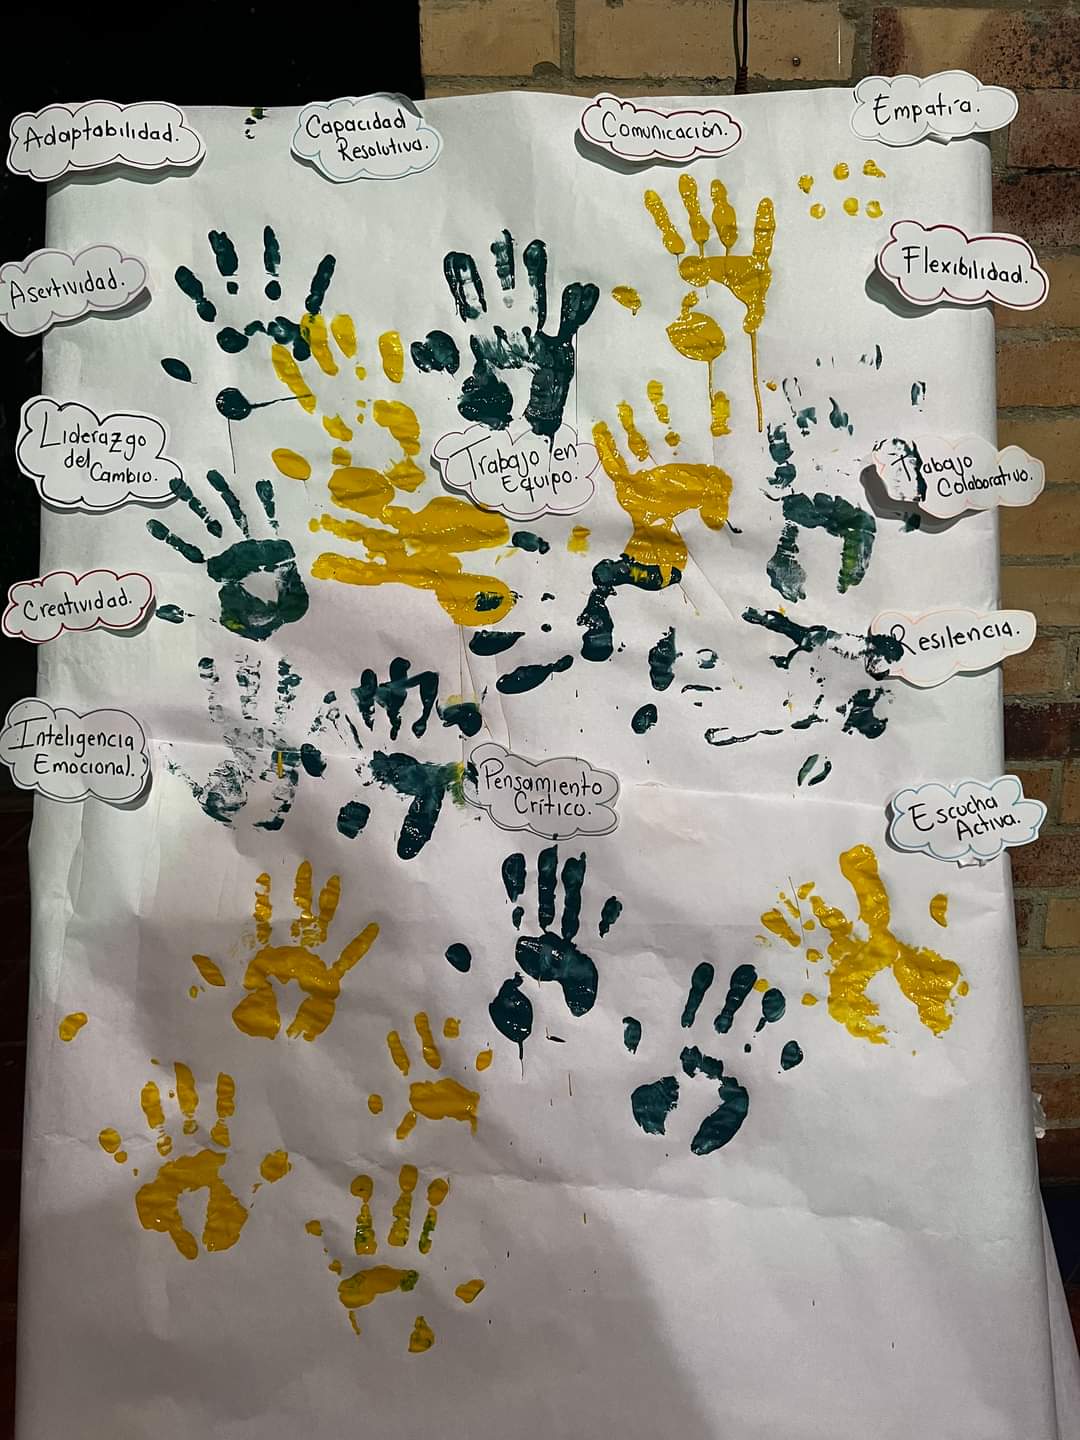 Adaptabilidad.
Capacidad
Resolutiva.
Comunicación.
Empatía.
Asertividad.
Flexibilidad.
Liderazgo
del Cambio.
Trabajo en
Equipo.
Trabajo
Colaborativo.
Creatividad.
Resilencia.
Inteligencia
Emocional.
Pensamiento
Crítico.
Escucha
Activa.